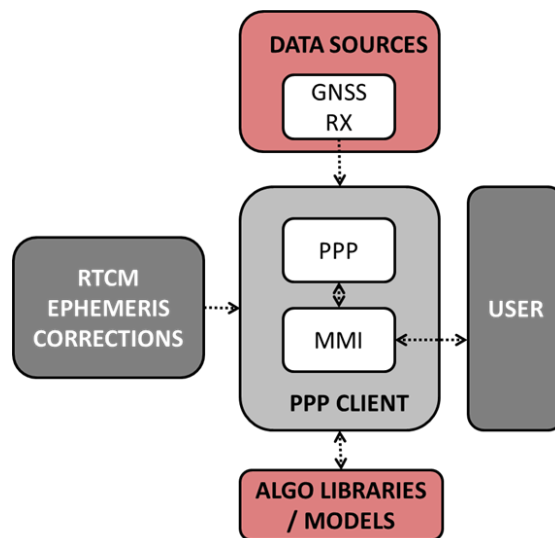 DATA SOURCES
GNSS
RX
PPP
RTCM
EPHEMERIS
CORRECTIONS
USER
MMI
PPP CLIENT
ALGO LIBRARIES
/ MODELS